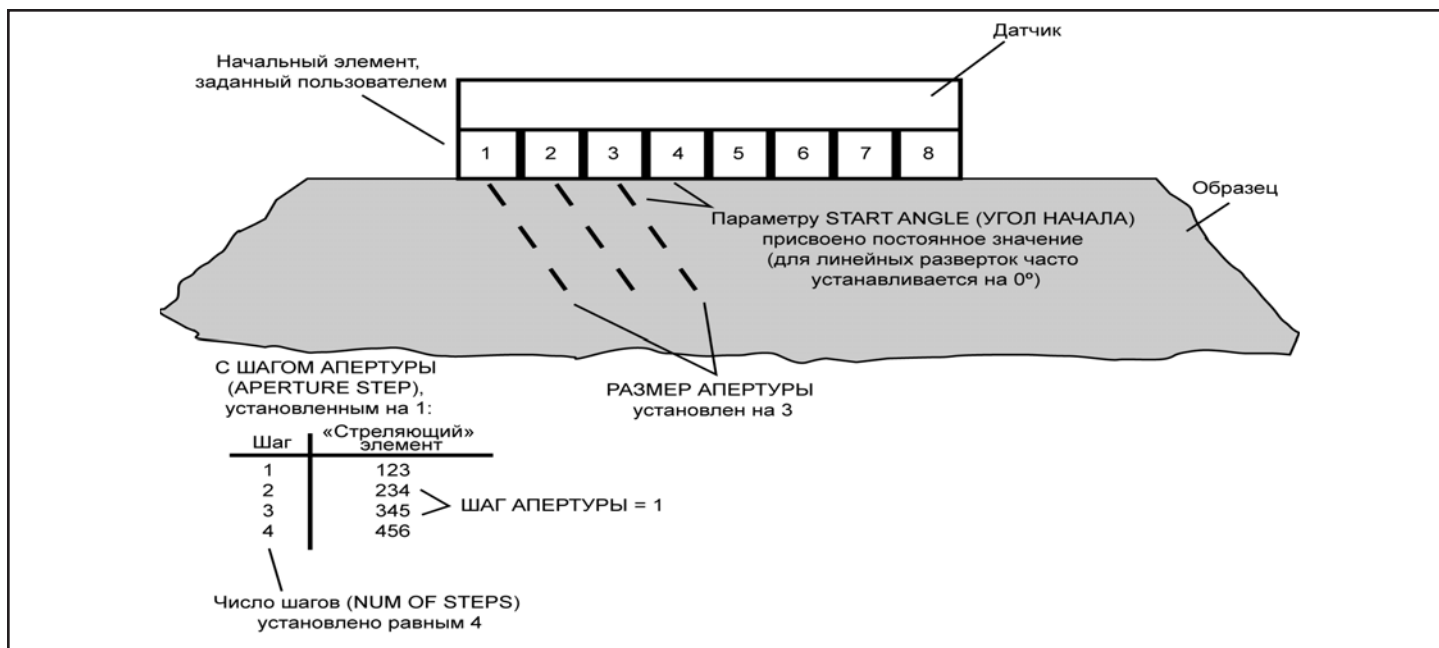 Датчик
Начальный элемент,
заданный пользователем
1 2 3 4 5 6 7 8
Образец
Параметру START ANGLE (УГОЛ НАЧАЛА)
присвоено постоянное значение
(для линейных разверток часто
устанавливается на 0º)
С ШАГОМ АПЕРТУРЫ
(APERTURE STEP),
установленным на 1:
РАЗМЕР АПЕРТУРЫ
установлен на 3
Шаг «Стреляющий» элемент
1 123
2 234
3 345
4 456
ШАГ АПЕРТУРЫ = 1
Число шагов (NUM OF STEPS)
установлено равным 4